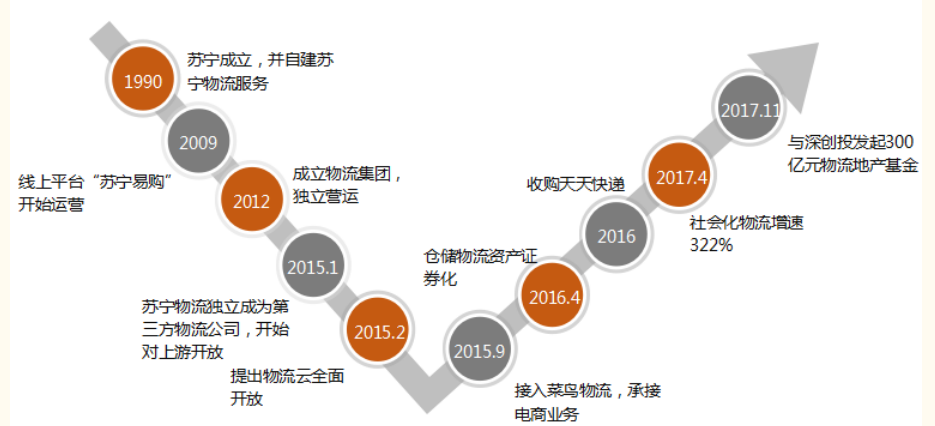 1990
苏宁成立，并自建苏
宁物流服务
2009
线上平台“苏宁易购”
开始运营
2012
成立物流集团，
独立营运
2015.1
苏宁物流独立成为第
三方物流公司，开始
对上游开放
2015.2
提出物流云全面
开放
2015.9
接入菜鸟物流，承接
电商业务
2016.4
仓储物流资产证
券化
2016
收购天天快递
2017.4
社会化物流增速
322%
2017.11
与深创投发起300
亿元物流地产基金